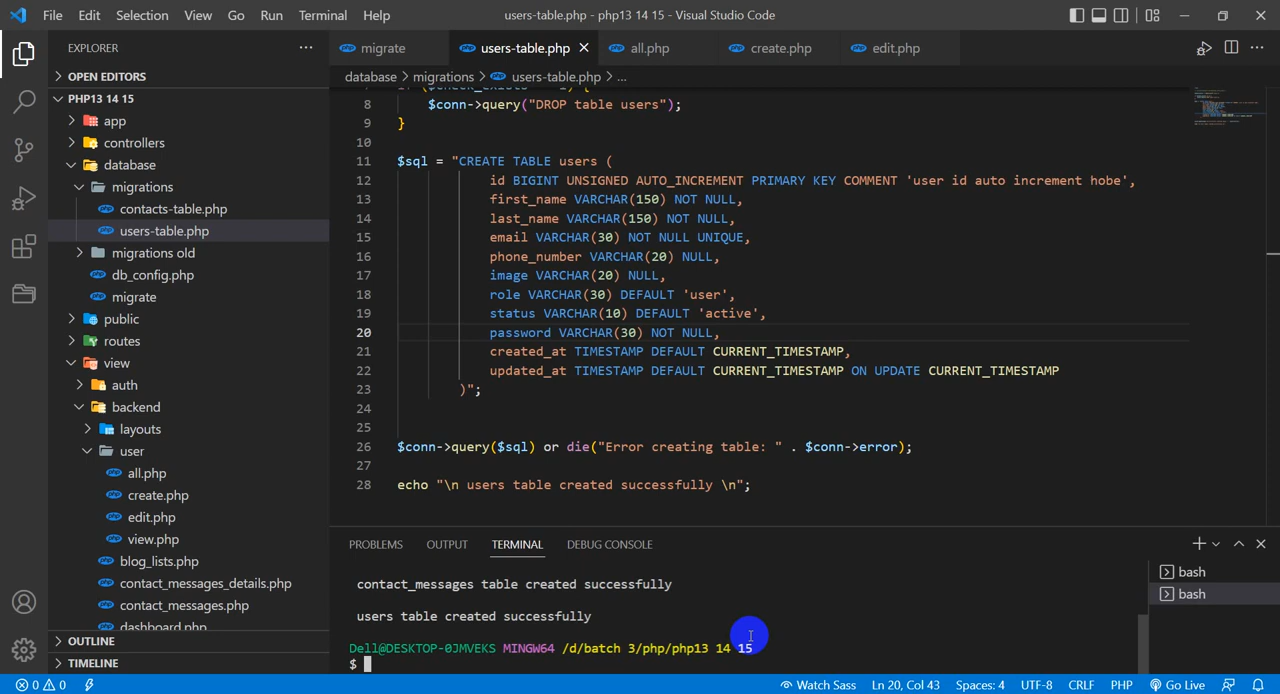 File Edit Selection View Go Run Terminal Help users-table.php - php13 14 15 - Visual Studio Code
EXPLORER
OPEN EDITORS
PHP13 14 15
app
controllers
database
migrations
contacts-table.php
users-table.php
migrations old
db_config.php
migrate
public
routes
view
auth
backend
layouts
user
all.php
create.php
edit.php
view.php
blog_lists.php
contact_messages_details.php
contact_messages.php
dashboard.php
OUTLINE
TIMELINE
migrate users-table.php all.php create.php edit.php
database > migrations > users-table.php > ...
8 $conn->query("DROP table users");
9 }
10
11 $sql = "CREATE TABLE users (
12 id BIGINT UNSIGNED AUTO_INCREMENT PRIMARY KEY COMMENT 'user id auto increment hobe',
13 first_name VARCHAR(150) NOT NULL,
14 last_name VARCHAR(150) NOT NULL,
15 email VARCHAR(30) NOT NULL UNIQUE,
16 phone_number VARCHAR(20) NULL,
17 image VARCHAR(20) NULL,
18 role VARCHAR(30) DEFAULT 'user',
19 status VARCHAR(10) DEFAULT 'active',
20 password VARCHAR(30) NOT NULL,
21 created_at TIMESTAMP DEFAULT CURRENT_TIMESTAMP,
22 updated_at TIMESTAMP DEFAULT CURRENT_TIMESTAMP ON UPDATE CURRENT_TIMESTAMP
23 )";
24
25
26 $conn->query($sql) or die("Error creating table: " . $conn->error);
27
28 echo "\n users table created successfully \n";
PROBLEMS OUTPUT TERMINAL DEBUG CONSOLE
contact_messages table created successfully
users table created successfully
Dell@DESKTOP-0JMVEKS MINGW64 /d/batch 3/php/php13 14 15
$
bash
bash
0 0 Watch Sass Ln 20, Col 43 Spaces: 4 UTF-8 CRLF PHP Go Live